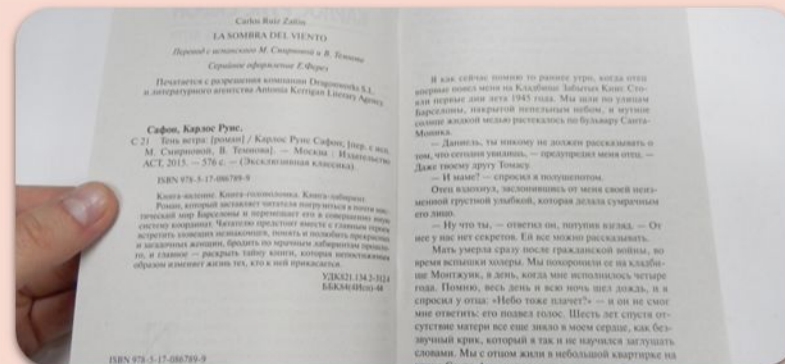 Carlos Ruiz Zafón
LA SOMBRA DEL VIENTO
Перевод с испанского М. Смирновой и В. Темнова
Серийное оформление Е. Ферез
Печатается с разрешения компании Dragonworks S.L.
и литературного агентства Antonia Kerrigan Literary Agency
Сафон, Карлос Руис.
С 21 Тень ветра: [роман] / Карлос Руис Сафон; [пер. с исп.
М. Смирновой, В. Темнова]. — Москва : Издательство
АСТ, 2015. — 576 с. — (Эксклюзивная классика).
ISBN 978-5-17-086789-9
Книга-явление. Книга-головоломка. Книга-лабиринт.
Роман, который заставляет читателя погрузиться в почти мис-
тический мир Барселоны и перемещает его в совершенно иную
систему координат. Читателю предстоит вместе с главным героем
встретить зловещих незнакомцев, понять и полюбить прекрасных
и загадочных женщин, бродить по мрачным лабиринтам прошло-
го, и главное — раскрыть тайну книги, которая непостижимым
образом изменяет жизнь тех, кто к ней прикасается.
УДК821.134.2-31
ББК84(4Исп)-44
ISBN 978-5-17-086789-9
Я как сейчас помню то раннее утро, когда отец
впервые повел меня на Кладбище Забытых Книг. Сто-
яли первые дни лета 1945 года. Мы шли по улицам
Барселоны, накрытой пепельным небом, и мутное
солнце жидкой медью растекалось по бульвару Санта-
Моника.
— Даниель, ты никому не должен рассказывать о
том, что сегодня увидишь, — предупредил меня отец. —
Даже твоему другу Томасу.
— И маме? — спросил я полушепотом.
Отец вздохнул, заслонившись от меня своей неиз-
менной грустной улыбкой, которая делала сумрачным
его лицо.
— Ну что ты, — ответил он, потупив взгляд. — От
нее у нас нет секретов. Ей все можно рассказывать.
Мать умерла сразу после гражданской войны, во
время вспышки холеры. Мы похоронили ее на кладби-
ще Монтжуик, в день, когда мне исполнилось четыре
года. Помню, весь день и всю ночь шел дождь, и я
спросил у отца: «Небо тоже плачет?» — и он не смог
мне ответить: его подвел голос. Шесть лет спустя от-
сутствие матери все еще зияло в моем сердце, как без-
звучный крик, который я так и не научился заглушать
словами. Мы с отцом жили в небольшой квартирке на